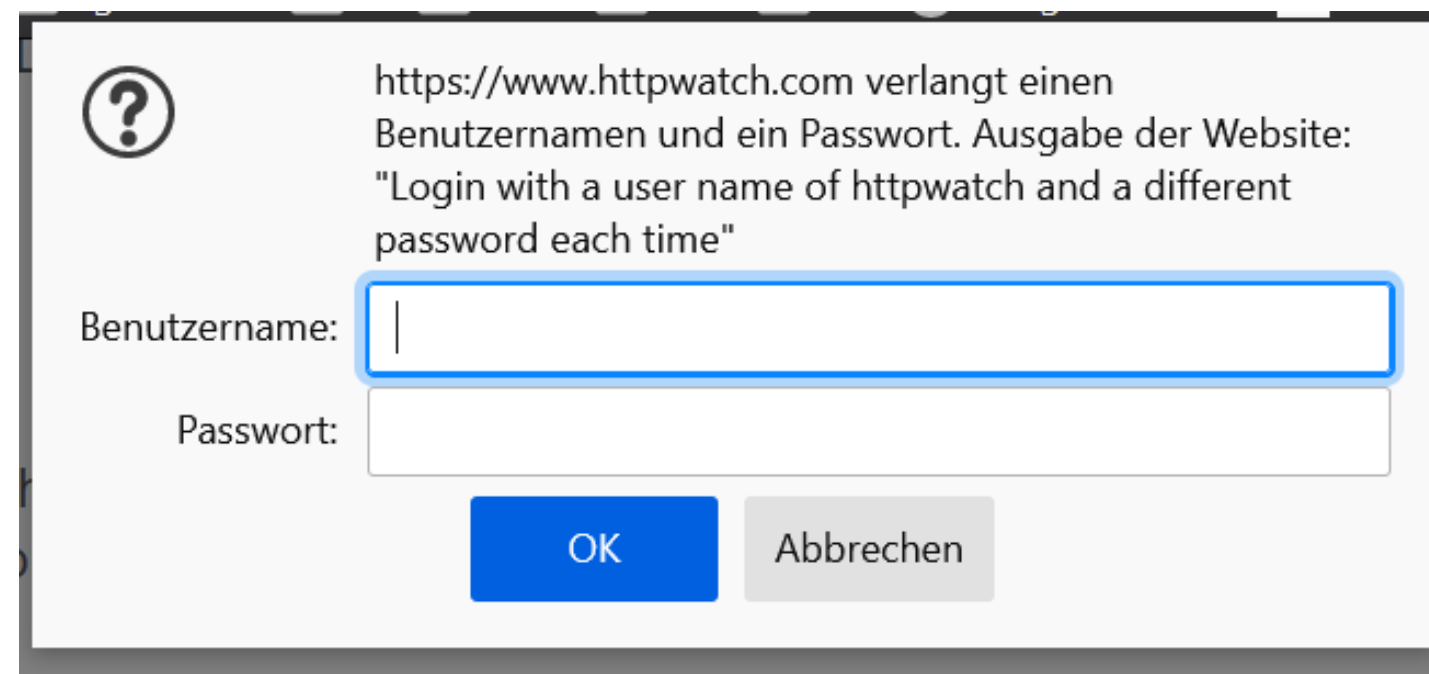 https://www.httpwatch.com verlangt einen
Benutzernamen und ein Passwort. Ausgabe der Website:
"Login with a user name of httpwatch and a different
password each time"
Benutzername:
Passwort:
OK Abbrechen